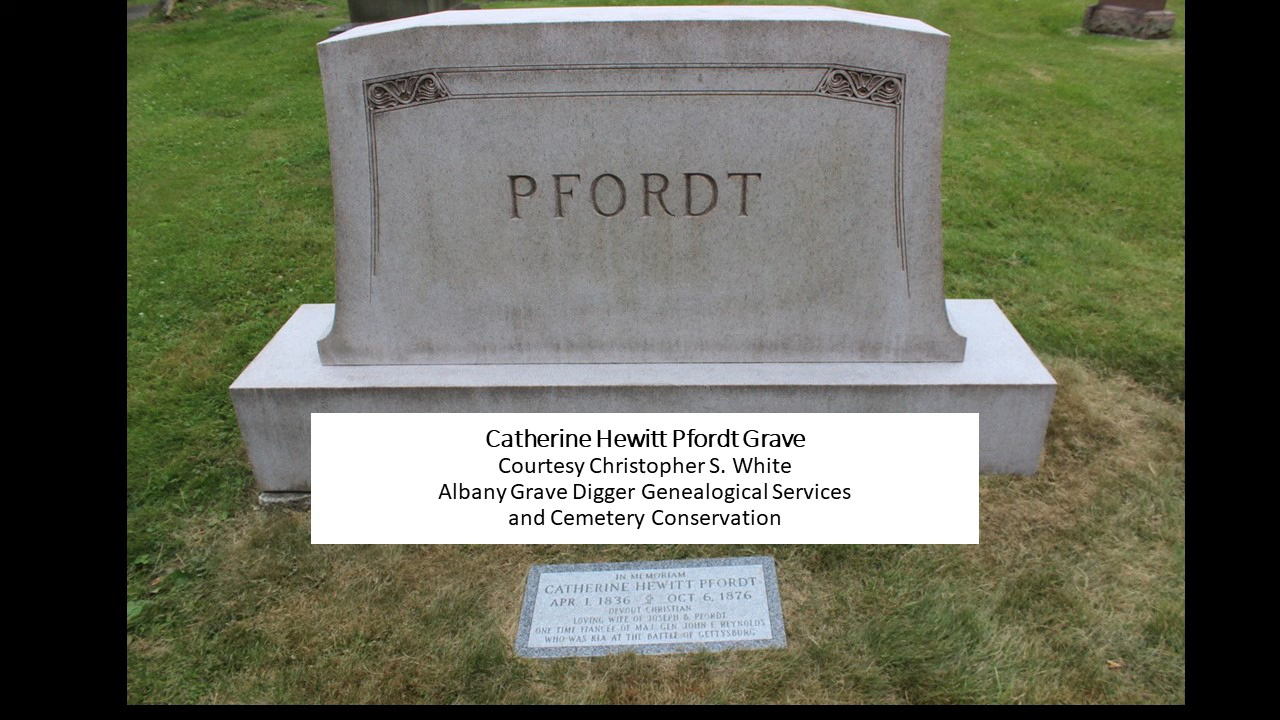 PFORDT
Catherine Hewitt Pfordt Grave
Courtesy Christopher S. White
Albany Grave Digger Genealogical Services
and Cemetery Conservation
IN MEMORIAM
CATHERINE HEWITT PFORDT
APR. 1, 1836 OCT. 6, 1876
DEVOUT CHRISTIAN
LOVING WIFE OF JOSEPH B. PFORDT
ONE TIME FIANCEE OF MAJ. GEN. JOHN F. REYNOLDS
WHO WAS KIA AT THE BATTLE OF GETTYSBURG